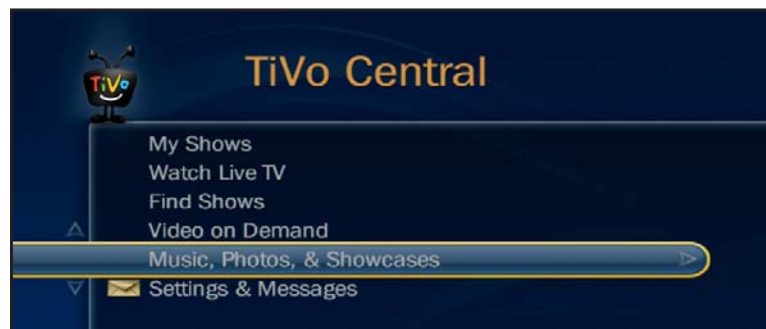 TiVo
TiVo Central
My Shows
Watch Live TV
Find Shows
Video on Demand
Music, Photos, & Showcases
Settings & Messages